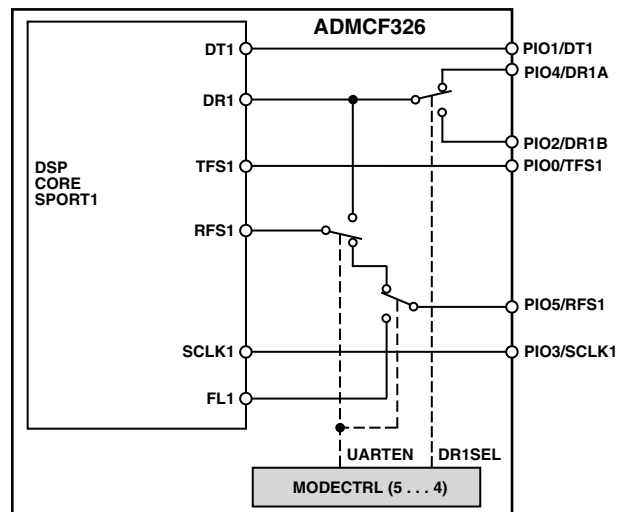 ADMCF326
DT1
PIO1/DT1
PIO4/DR1A
DR1
PIO2/DR1B
DSP
CORE
SPORT1
TFS1
PIO0/TFS1
RFS1
PIO5/RFS1
SCLK1
PIO3/SCLK1
FL1
UARTEN
DR1SEL
MODECTRL (5 . . . 4)